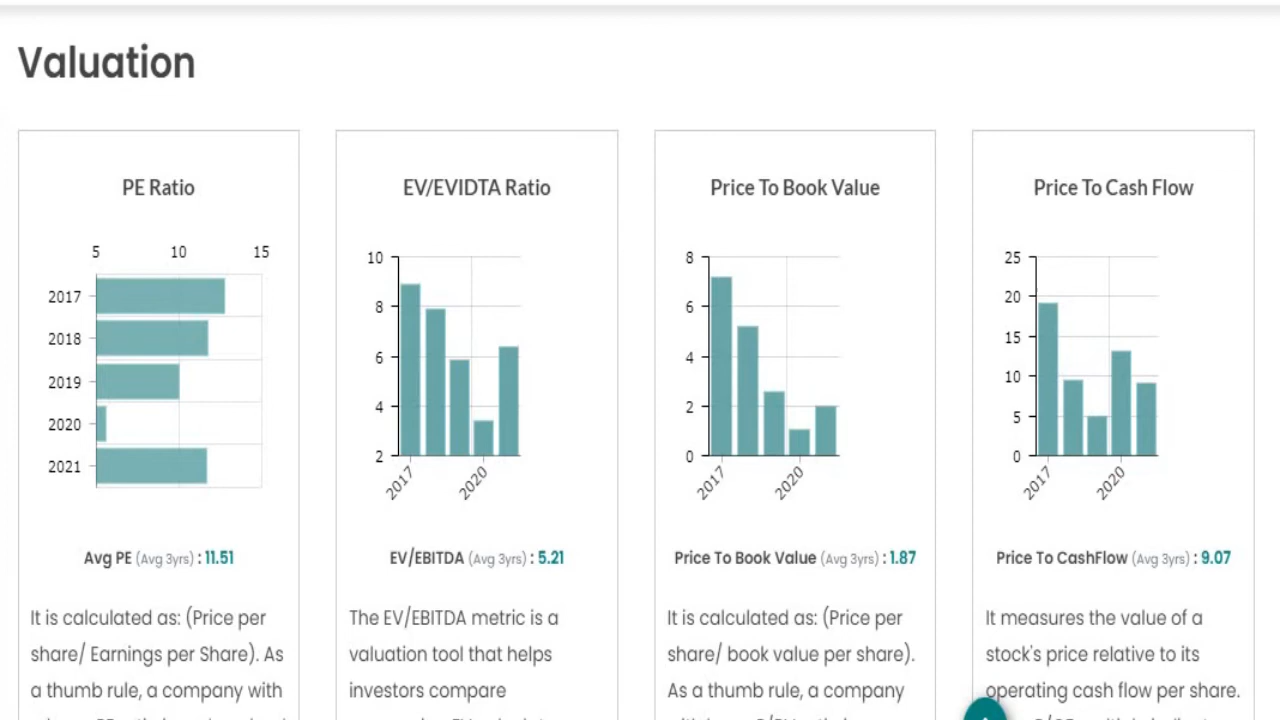 Valuation
PE Ratio
5 10 15
2017
2018
2019
2020
2021
Avg PE (Avg 3yrs) : 11.51
It is calculated as: (Price per
share/ Earnings per Share). As
a thumb rule, a company with
EV/EVIDTA Ratio
10
8
6
4
2
2017 2020
EV/EBITDA (Avg 3yrs) : 5.21
The EV/EBITDA metric is a
valuation tool that helps
investors compare
Price To Book Value
8
6
4
2
0
2017 2020
Price To Book Value (Avg 3yrs) : 1.87
It is calculated as: (Price per
share/ book value per share).
As a thumb rule, a company
Price To Cash Flow
25
20
15
10
5
0
2017 2020
Price To CashFlow (Avg 3yrs) : 9.07
It measures the value of a
stock's price relative to its
operating cash flow per share.